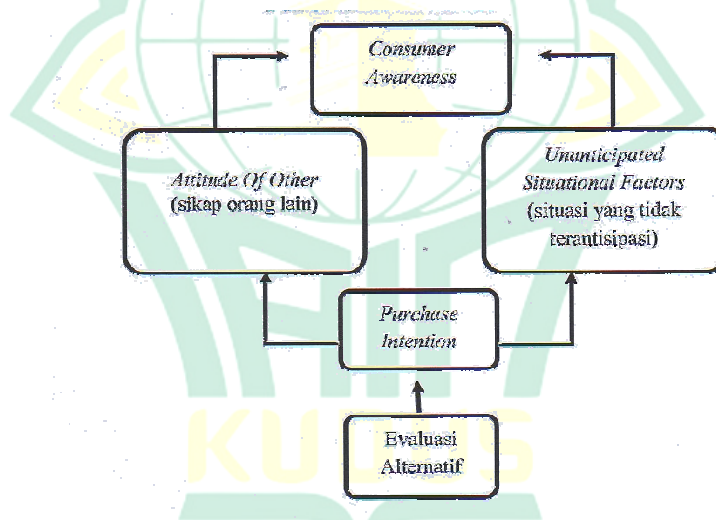 Consumer
Awareness
Attitude Of Other
(sikap orang lain)
Unanticipated
Situational Factors
(situasi yang tidak
terantisipasi)
Purchase
Intention
Evaluasi
Alternatif
KUDUS